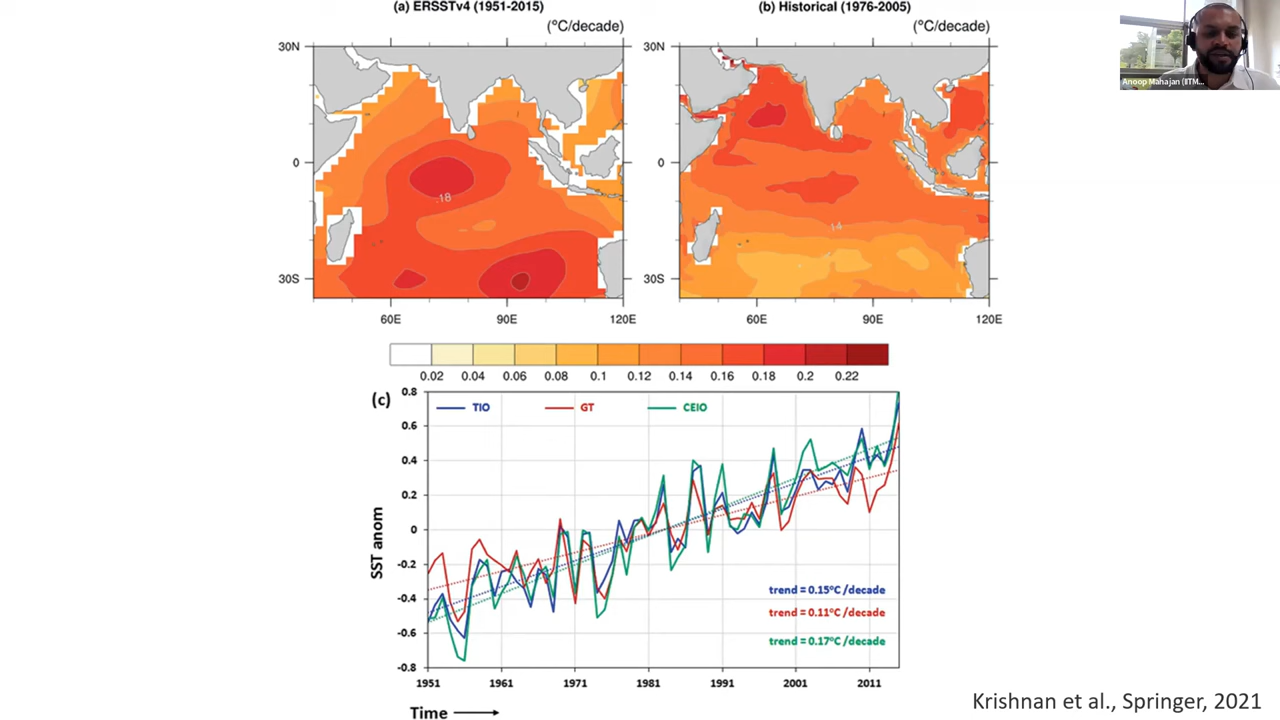 (a) ERSSTv4 (1951-2015)
(b) Historical (1976-2005)
(°C/decade)
(°C/decade)
30N
0
30S
60E
90E
120E
.18
30N
0
30S
60E
90E
120E
.14
0.02 0.04 0.06 0.08 0.1 0.12 0.14 0.16 0.18 0.2 0.22
(c)
TIO
GT
CEIO
0.8
0.6
0.4
0.2
0
-0.2
-0.4
-0.6
-0.8
SST anom
trend = 0.15°C /decade
trend = 0.11°C /decade
trend = 0.17°C /decade
1951 1961 1971 1981 1991 2001 2011
Time
Krishnan et al., Springer, 2021
Anoop Mahajan (IITM...